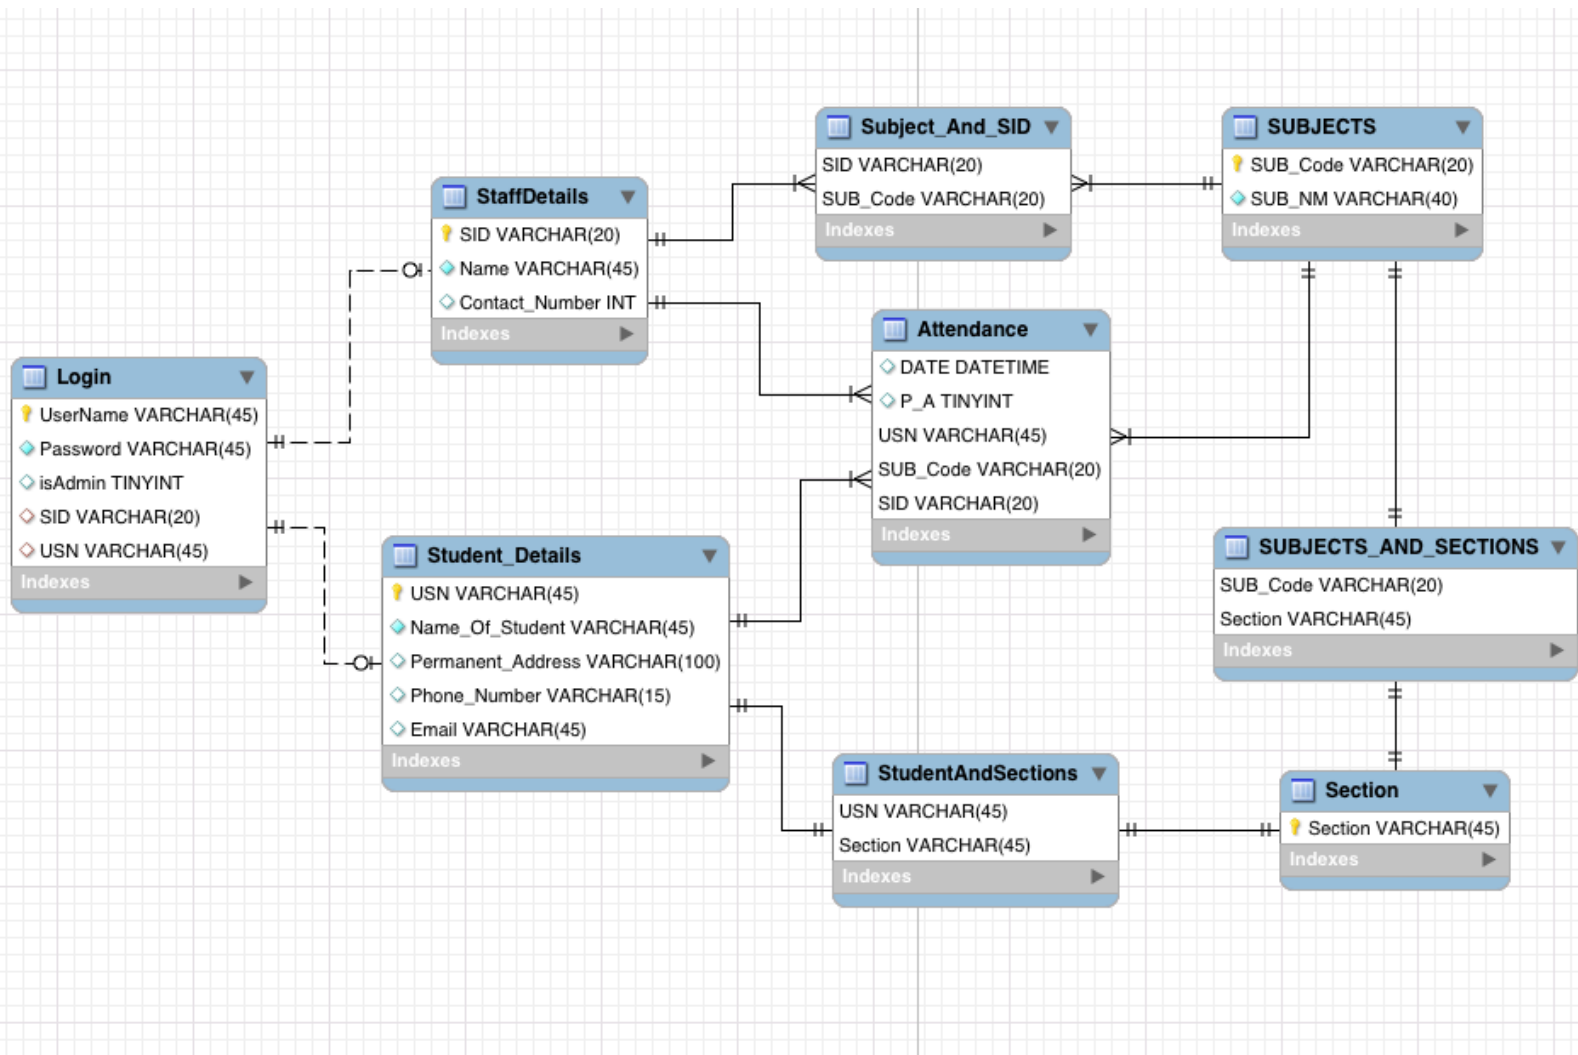 Subject_And_SID
SID VARCHAR(20)
SUB_Code VARCHAR(20)
Indexes
SUBJECTS
SUB_Code VARCHAR(20)
SUB_NM VARCHAR(40)
Indexes
StaffDetails
SID VARCHAR(20)
Name VARCHAR(45)
Contact_Number INT
Indexes
Attendance
DATE DATETIME
P_A TINYINT
USN VARCHAR(45)
SUB_Code VARCHAR(20)
SID VARCHAR(20)
Indexes
Login
UserName VARCHAR(45)
Password VARCHAR(45)
isAdmin TINYINT
SID VARCHAR(20)
USN VARCHAR(45)
Indexes
Student_Details
USN VARCHAR(45)
Name_Of_Student VARCHAR(45)
Permanent_Address VARCHAR(100)
Phone_Number VARCHAR(15)
Email VARCHAR(45)
Indexes
SUBJECTS_AND_SECTIONS
SUB_Code VARCHAR(20)
Section VARCHAR(45)
Indexes
StudentAndSections
USN VARCHAR(45)
Section VARCHAR(45)
Indexes
Section
Section VARCHAR(45)
Indexes